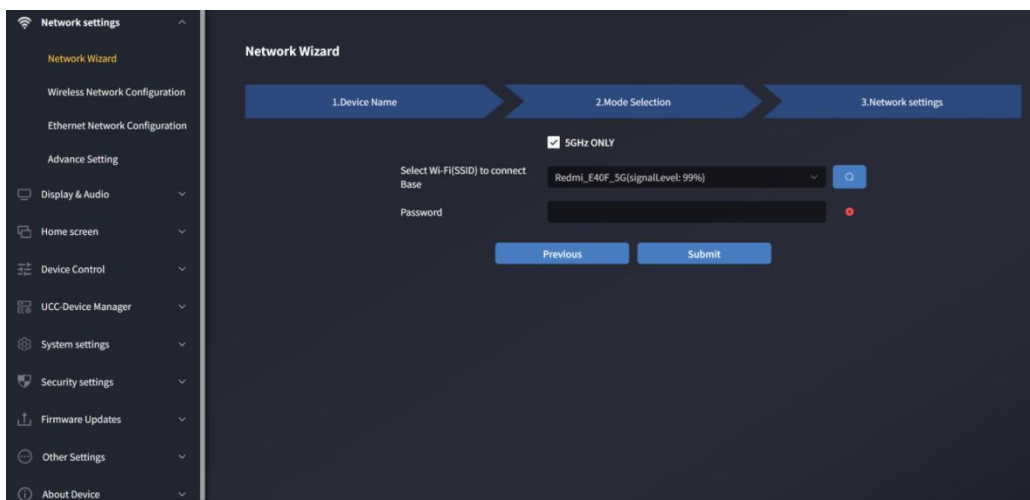 Network settings
Network Wizard
Wireless Network Configuration
Ethernet Network Configuration
Advance Setting
Display & Audio
Home screen
Device Control
UCC-Device Manager
System settings
Security settings
Firmware Updates
Other Settings
About Device
Network Wizard
1.Device Name
2.Mode Selection
3.Network settings
5GHz ONLY
Select Wi-Fi(SSID) to connect
Base
Redmi_E40F_5G(signalLevel: 99%)
Password
Previous
Submit